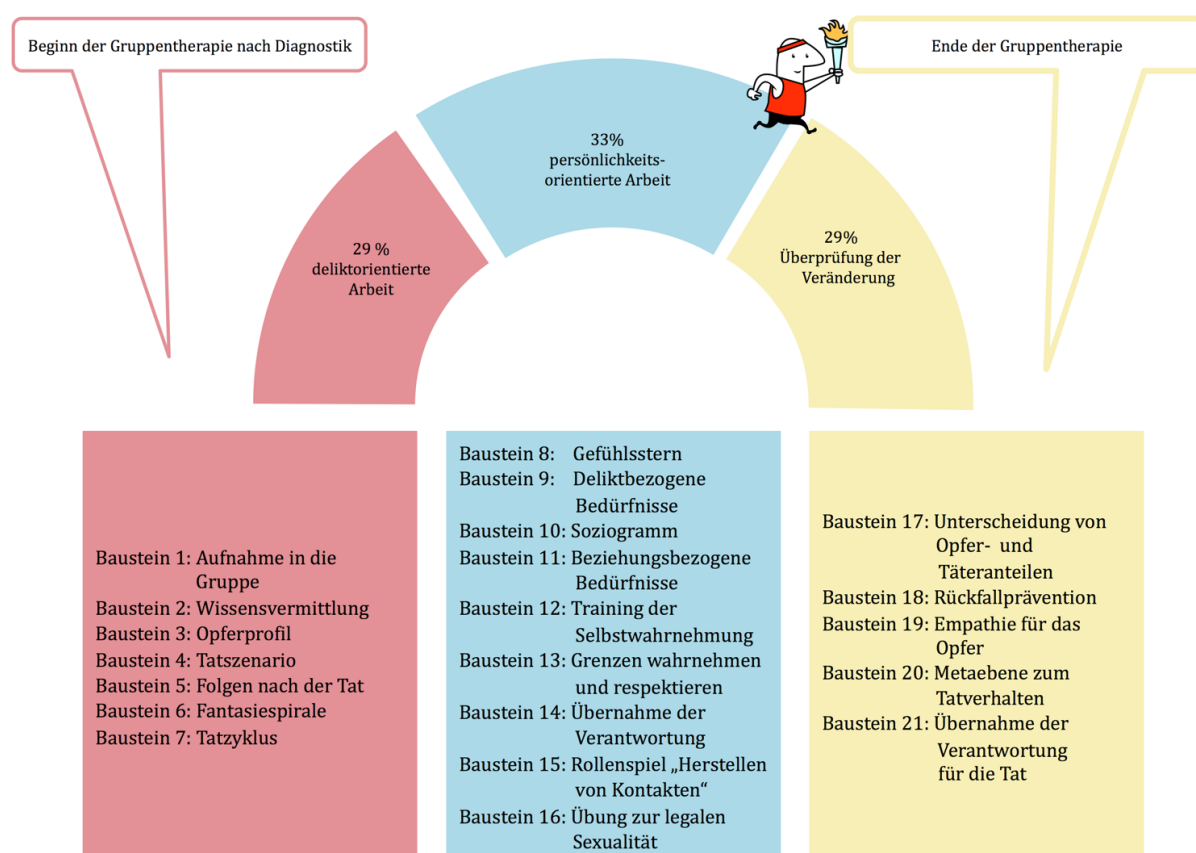 Beginn der Gruppentherapie nach Diagnostik
Ende der Gruppentherapie
33%
persönlichkeits-
orientierte Arbeit
29 %
deliktorientierte
Arbeit
29%
Überprüfung der
Veränderung
Baustein 1: Aufnahme in die
Gruppe
Baustein 2: Wissensvermittlung
Baustein 3: Opferprofil
Baustein 4: Tatszenario
Baustein 5: Folgen nach der Tat
Baustein 6: Fantasiespirale
Baustein 7: Tatzyklus
Baustein 8: Gefühlsstern
Baustein 9: Deliktbezogene
Bedürfnisse
Baustein 10: Soziogramm
Baustein 11: Beziehungsbezogene
Bedürfnisse
Baustein 12: Training der
Selbstwahrnehmung
Baustein 13: Grenzen wahrnehmen
und respektieren
Baustein 14: Übernahme der
Verantwortung
Baustein 15: Rollenspiel „Herstellen
von Kontakten“
Baustein 16: Übung zur legalen
Sexualität
Baustein 17: Unterscheidung von
Opfer- und
Täteranteilen
Baustein 18: Rückfallprävention
Baustein 19: Empathie für das
Opfer
Baustein 20: Metaebene zum
Tatverhalten
Baustein 21: Übernahme der
Verantwortung
für die Tat